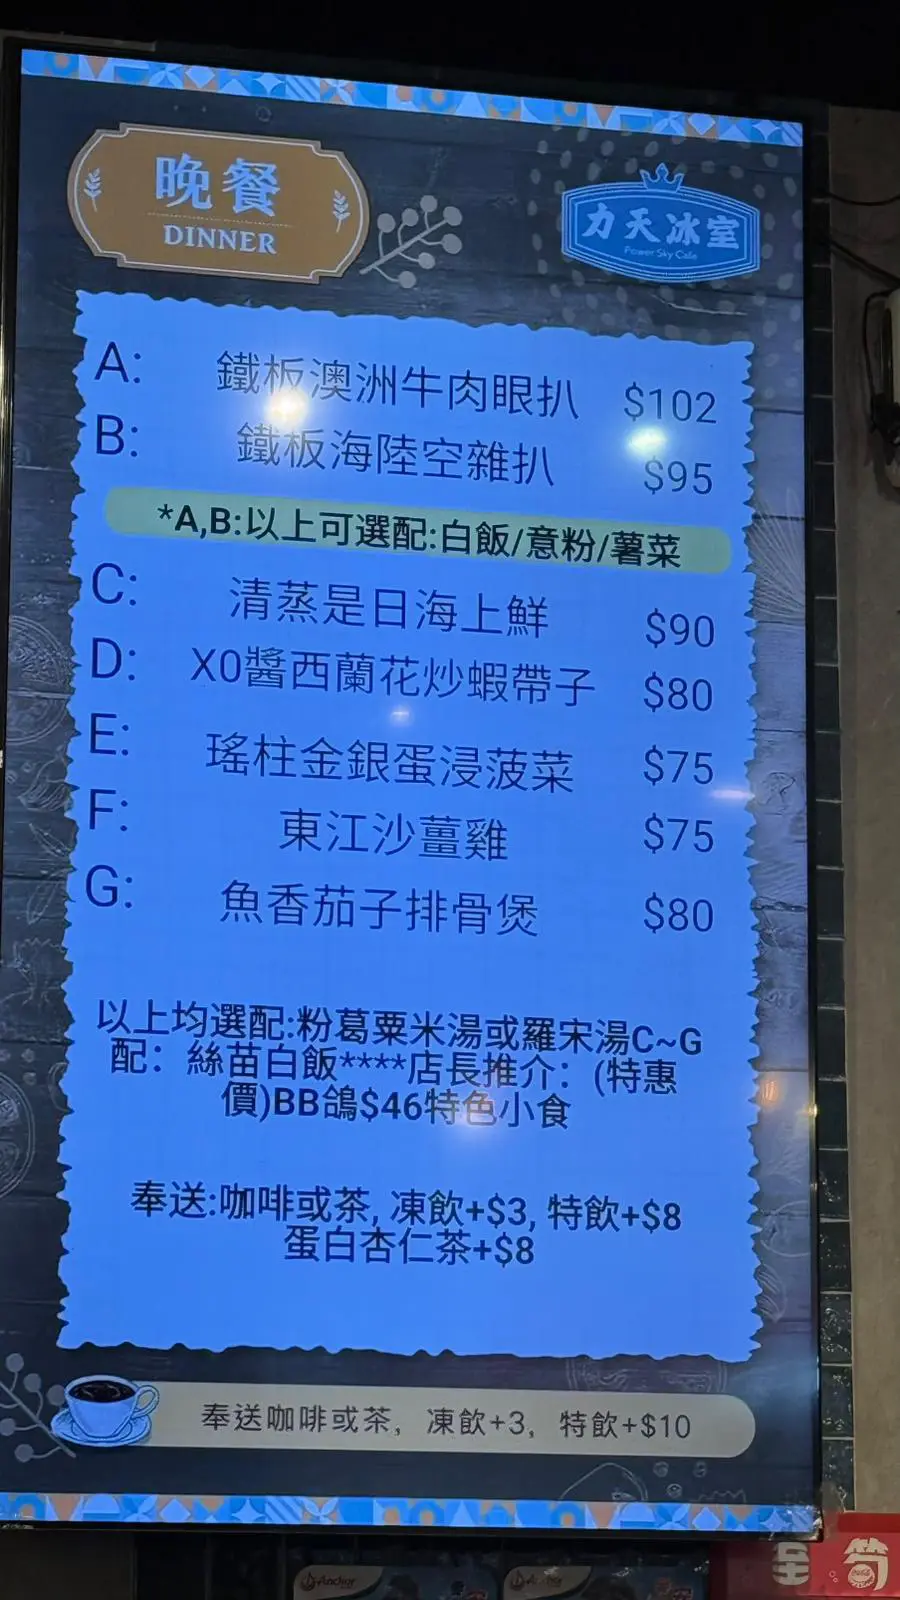 晚餐
DINNER
力天冰室
Power Sky Cafe
A: 鐵板澳洲牛肉眼扒 $102
B: 鐵板海陸空雜扒 $95
*A,B:以上可選配:白飯/意粉/薯菜
C: 清蒸是日海上鮮 $90
D: XO醬西蘭花炒蝦帶子 $80
E: 瑤柱金銀蛋浸菠菜 $75
F: 東江沙薑雞 $75
G: 魚香茄子排骨煲 $80
以上均選配:粉葛粟米湯或羅宋湯C~G
配：絲苗白飯****店長推介：(特惠
價)BB鴿$46特色小食
奉送:咖啡或茶, 凍飲+$3, 特飲+$8
蛋白杏仁茶+$8
奉送咖啡或茶，凍飲+3，特飲+$10
Anchor
Anchor